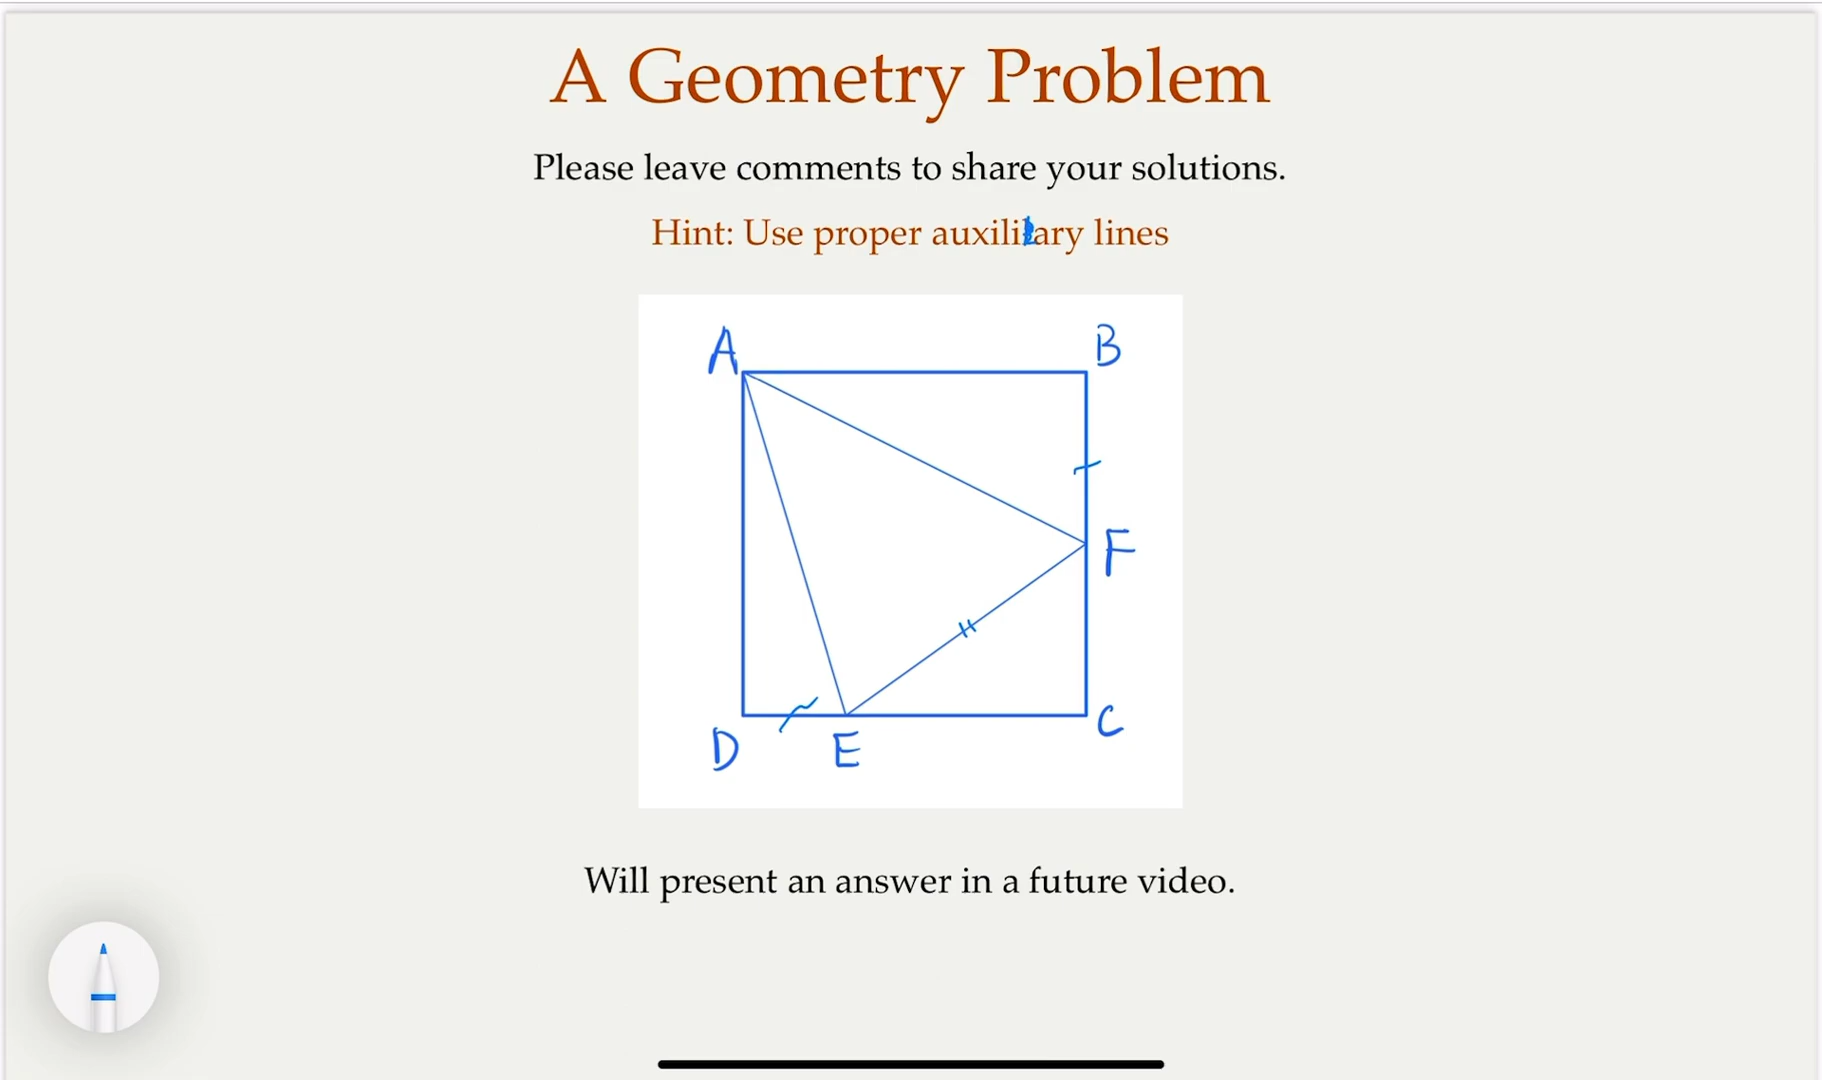 A Geometry Problem
Please leave comments to share your solutions.
Hint: Use proper auxiliary lines
A
B
F
D
E
C
Will present an answer in a future video.